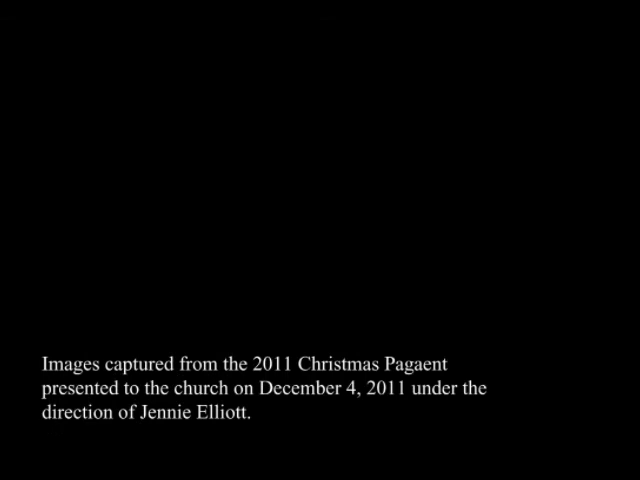 Images captured from the 2011 Christmas Pagaent
presented to the church on December 4, 2011 under the
direction of Jennie Elliott.